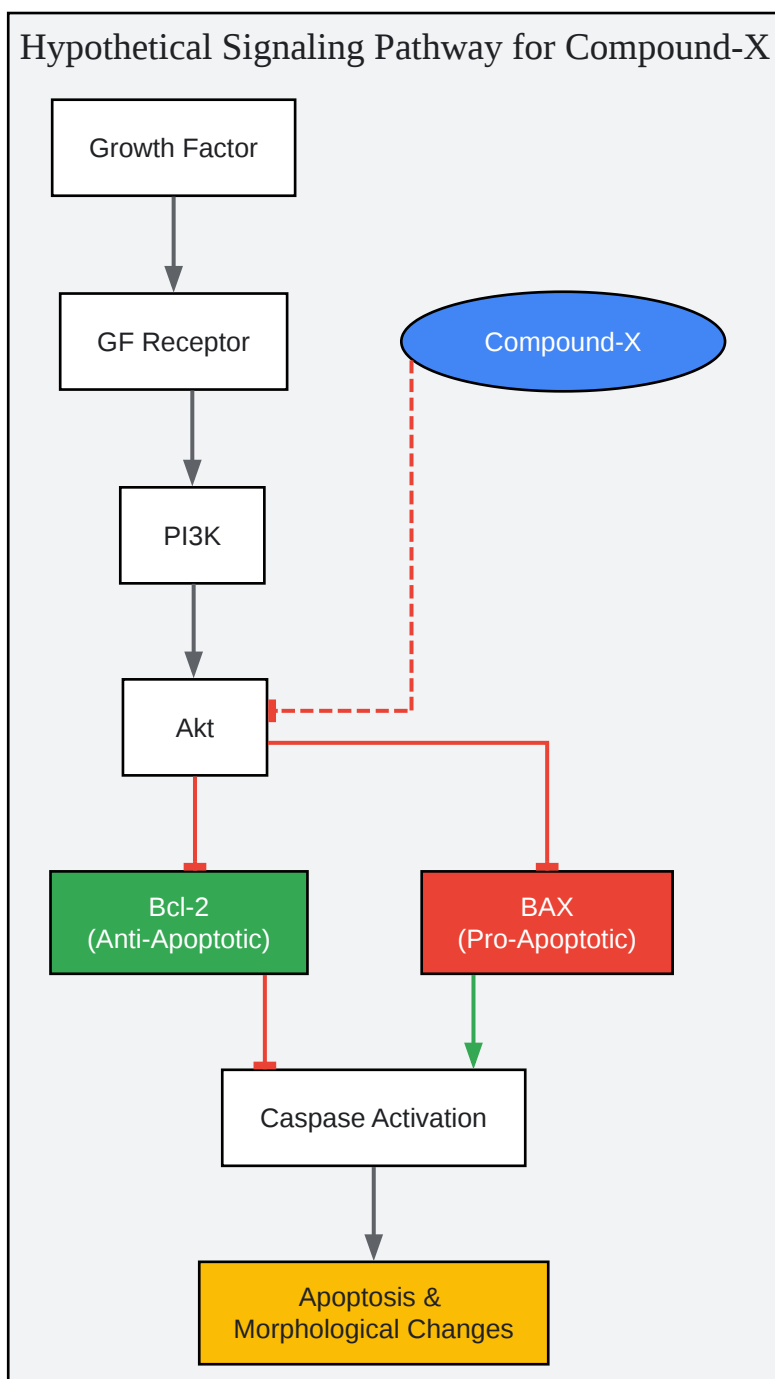 Hypothetical Signaling Pathway for Compound-X
Growth Factor
GF Receptor
Compound-X
PI3K
Akt
Bcl-2
(Anti-Apoptotic)
BAX
(Pro-Apoptotic)
Caspase Activation
Apoptosis &
Morphological Changes